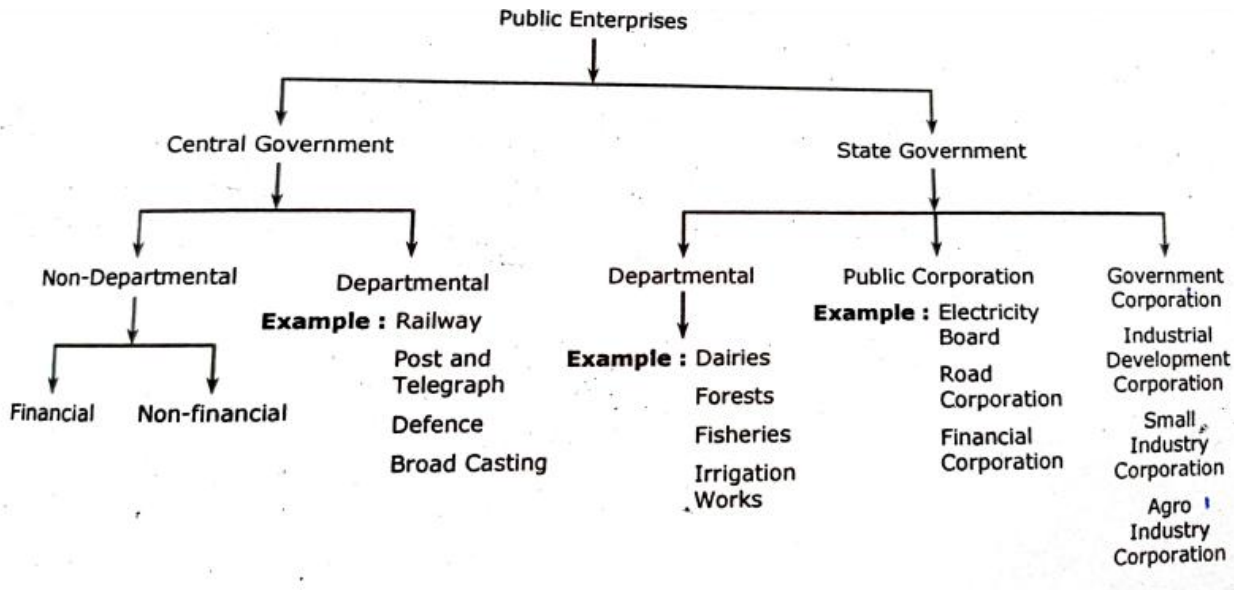 Public Enterprises
Central Government
State Government
Non-Departmental
Financial
Non-financial
Departmental
Example : Railway
Post and
Telegraph
Defence
Broad Casting
Departmental
Example : Dairies
Forests
Fisheries
Irrigation
Works
Public Corporation
Example : Electricity
Board
Road
Corporation
Financial
Corporation
Government
Corporation
Industrial
Development
Corporation
Small
Industry
Corporation
Agro
Industry
Corporation